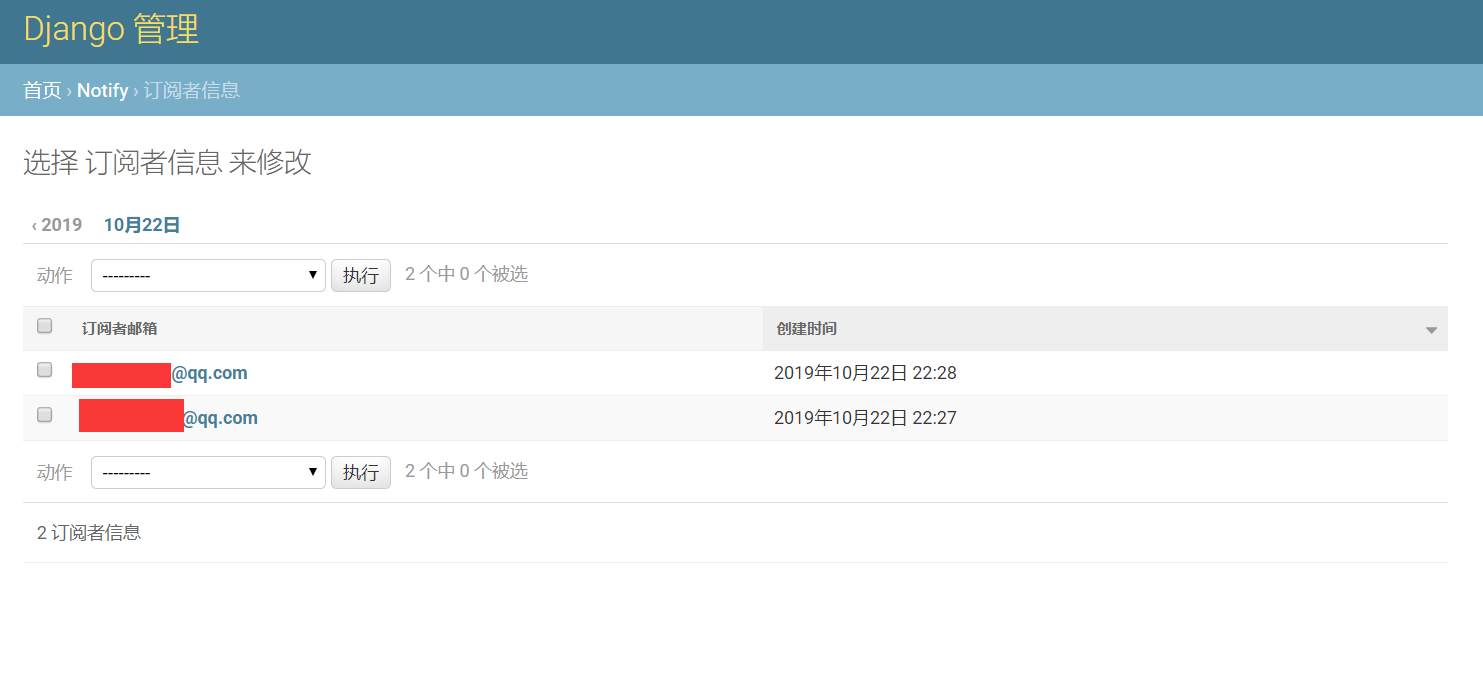 Django 管理
首页 › Notify › 订阅者信息
选择 订阅者信息 来修改
‹ 2019 10月22日
动作 --------- 执行 2 个中 0 个被选
订阅者邮箱 创建时间
@qq.com 2019年10月22日 22:28
@qq.com 2019年10月22日 22:27
动作 --------- 执行 2 个中 0 个被选
2 订阅者信息